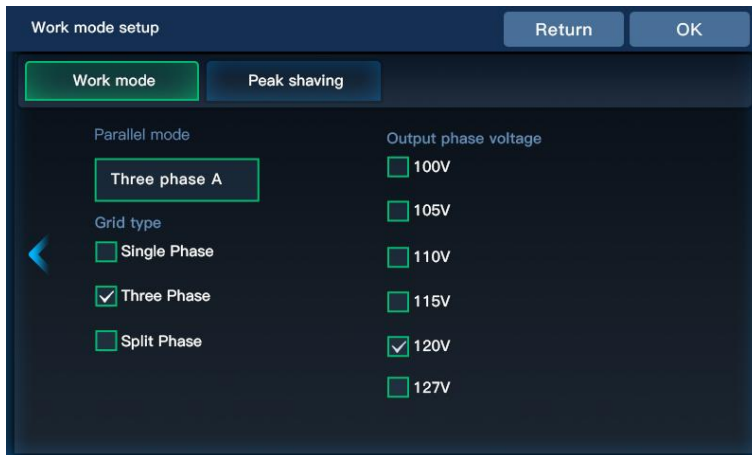 Work mode setup
Return
OK
Work mode
Peak shaving
Parallel mode
Three phase A
Grid type
Single Phase
Three Phase
Split Phase
Output phase voltage
100V
105V
110V
115V
120V
127V